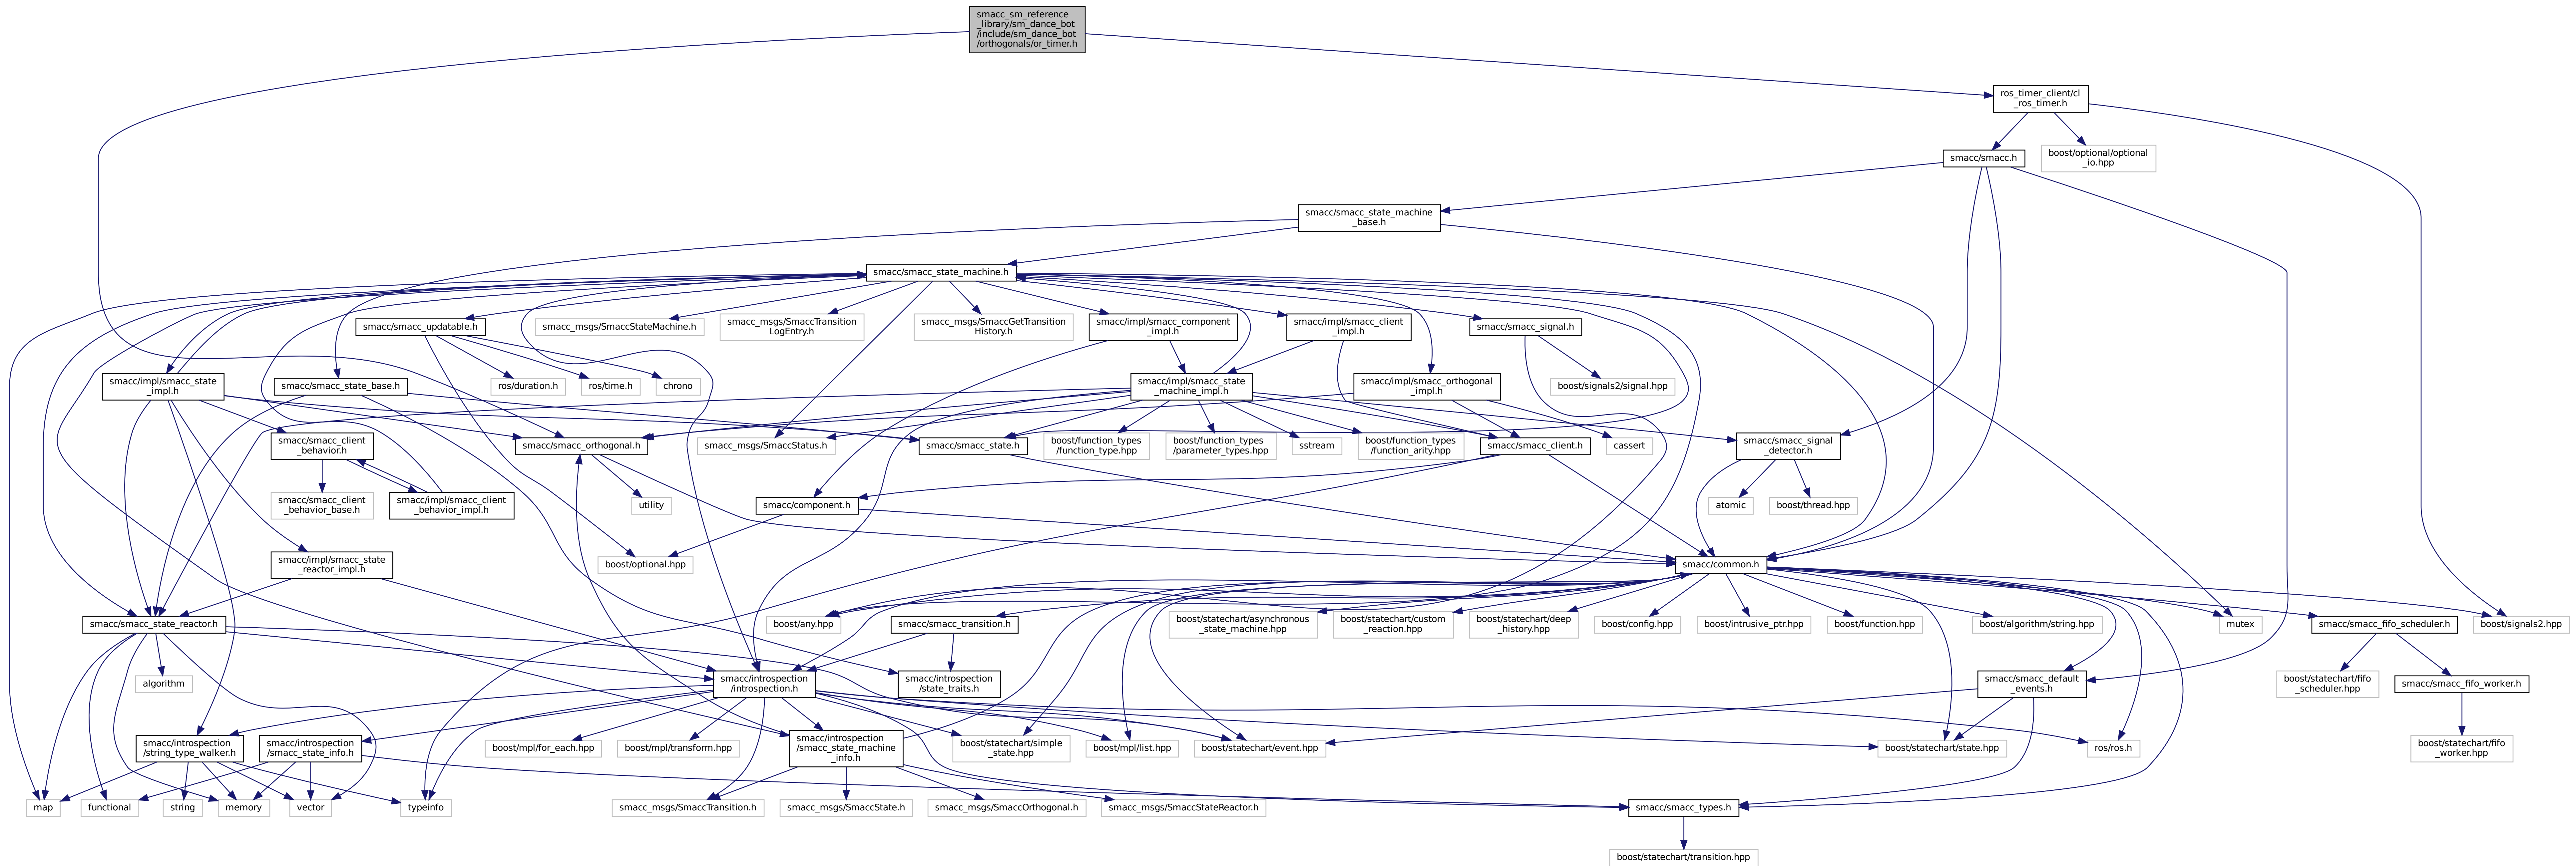 smacc_sm_reference
_library/sm_dance_bot
/include/sm_dance_bot
/orthogonals/or_timer.h
ros_timer_client/cl
_ros_timer.h
smacc/smacc.h
boost/optional/optional
_io.hpp
smacc/smacc_state_machine
_base.h
smacc/smacc_state_machine.h
smacc/smacc_updatable.h
smacc_msgs/SmaccStateMachine.h
smacc_msgs/SmaccTransition
LogEntry.h
smacc_msgs/SmaccGetTransition
History.h
smacc/impl/smacc_component
_impl.h
smacc/impl/smacc_client
_impl.h
smacc/smacc_signal.h
smacc/impl/smacc_state
_impl.h
smacc/smacc_state_base.h
ros/duration.h
ros/time.h
chrono
smacc/impl/smacc_state
_machine_impl.h
smacc/impl/smacc_orthogonal
_impl.h
boost/signals2/signal.hpp
smacc/smacc_client
_behavior.h
smacc/smacc_orthogonal.h
smacc_msgs/SmaccStatus.h
smacc/smacc_state.h
boost/function_types
/function_type.hpp
boost/function_types
/parameter_types.hpp
sstream
boost/function_types
/function_arity.hpp
smacc/smacc_client.h
cassert
smacc/smacc_signal
_detector.h
smacc/smacc_client
_behavior_base.h
smacc/impl/smacc_client
_behavior_impl.h
utility
smacc/component.h
atomic
boost/thread.hpp
smacc/impl/smacc_state
_reactor_impl.h
boost/optional.hpp
smacc/common.h
smacc/smacc_state_reactor.h
boost/any.hpp
smacc/smacc_transition.h
boost/statechart/asynchronous
_state_machine.hpp
boost/statechart/custom
_reaction.hpp
boost/statechart/deep
_history.hpp
boost/config.hpp
boost/intrusive_ptr.hpp
boost/function.hpp
boost/algorithm/string.hpp
mutex
smacc/smacc_fifo_scheduler.h
boost/signals2.hpp
algorithm
smacc/introspection
/introspection.h
smacc/introspection
/state_traits.h
smacc/smacc_default
_events.h
boost/statechart/fifo
_scheduler.hpp
smacc/smacc_fifo_worker.h
smacc/introspection
/string_type_walker.h
smacc/introspection
/smacc_state_info.h
boost/mpl/for_each.hpp
boost/mpl/transform.hpp
smacc/introspection
/smacc_state_machine
_info.h
boost/statechart/simple
_state.hpp
boost/mpl/list.hpp
boost/statechart/event.hpp
boost/statechart/state.hpp
ros/ros.h
boost/statechart/fifo
_worker.hpp
map
functional
string
memory
vector
typeinfo
smacc_msgs/SmaccTransition.h
smacc_msgs/SmaccState.h
smacc_msgs/SmaccOrthogonal.h
smacc_msgs/SmaccStateReactor.h
smacc/smacc_types.h
boost/statechart/transition.hpp